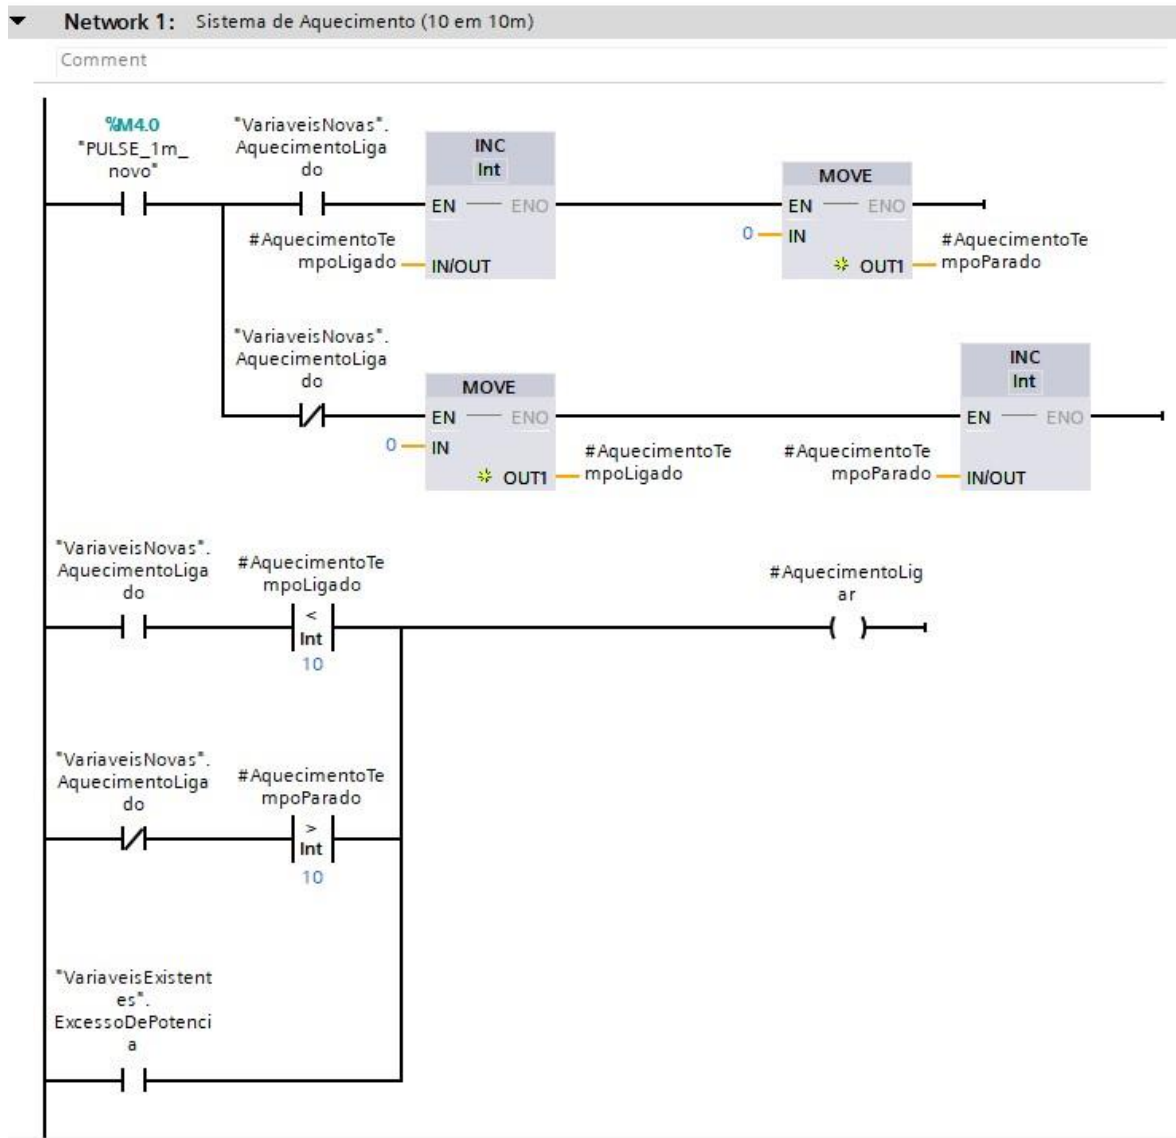 Network 1: Sistema de Aquecimento (10 em 10m)
Comment
%M4.0
"PULSE_1m_
novo"
"VariaveisNovas".
AquecimentoLiga
do
INC
Int
EN
ENO
#AquecimentoTe
mpoLigado
IN/OUT
MOVE
EN
ENO
0
IN
OUT1
#AquecimentoTe
mpoParado
"VariaveisNovas".
AquecimentoLiga
do
MOVE
EN
ENO
0
IN
OUT1
#AquecimentoTe
mpoLigado
INC
Int
EN
ENO
#AquecimentoTe
mpoParado
IN/OUT
"VariaveisNovas".
AquecimentoLiga
do
#AquecimentoTe
mpoLigado
<
Int
10
#AquecimentoLig
ar
"VariaveisNovas".
AquecimentoLiga
do
#AquecimentoTe
mpoParado
>
Int
10
"VariaveisExistent
es".
ExcessoDePotenci
a